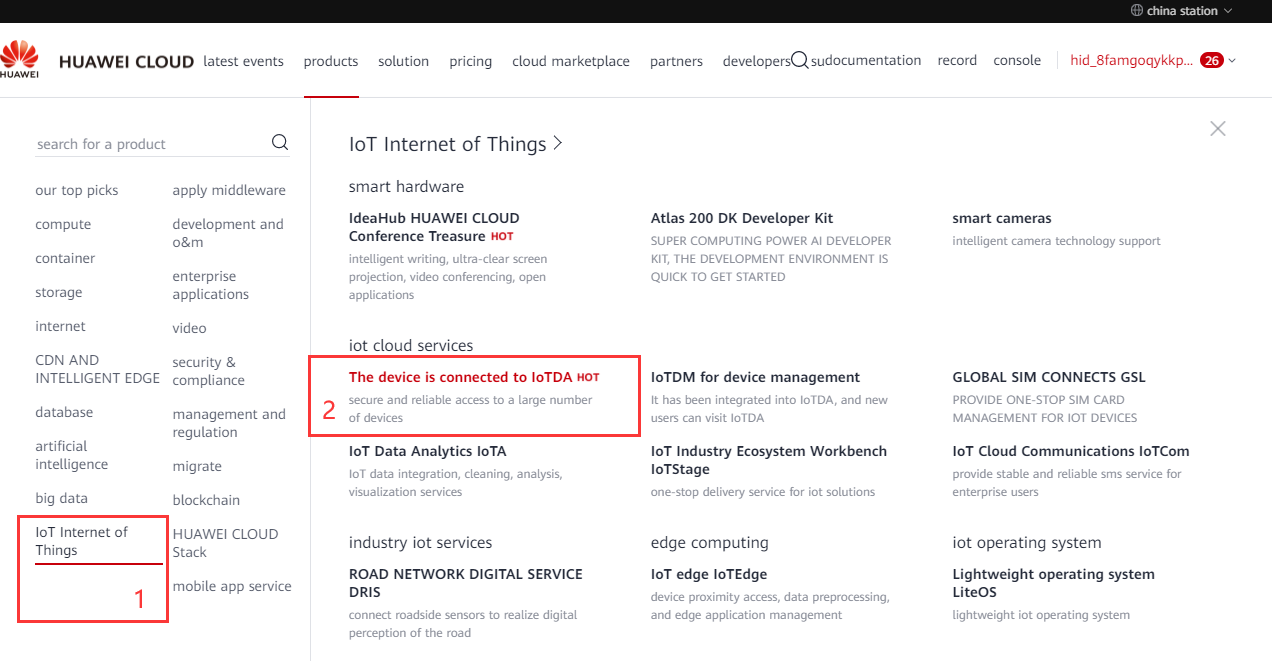 china station
HUAWEI
HUAWEI CLOUD
latest events
products
solution
pricing
cloud marketplace
partners
developers
sudocumentation
record
console
hid_8famgoqykkp...
26
search for a product
our top picks
compute
container
storage
internet
CDN AND
INTELLIGENT EDGE
database
artificial
intelligence
big data
IoT Internet of
Things
1
apply middleware
development and
o&m
enterprise
applications
video
security &
compliance
management and
regulation
migrate
blockchain
HUAWEI CLOUD
Stack
mobile app service
IoT Internet of Things
smart hardware
IdeaHub HUAWEI CLOUD
Conference Treasure HOT
intelligent writing, ultra-clear screen
projection, video conferencing, open
applications
Atlas 200 DK Developer Kit
SUPER COMPUTING POWER AI DEVELOPER
KIT, THE DEVELOPMENT ENVIRONMENT IS
QUICK TO GET STARTED
smart cameras
intelligent camera technology support
iot cloud services
The device is connected to IoTDA HOT
secure and reliable access to a large number
of devices
2
IoTDM for device management
It has been integrated into IoTDA, and new
users can visit IoTDA
GLOBAL SIM CONNECTS GSL
PROVIDE ONE-STOP SIM CARD
MANAGEMENT FOR IOT DEVICES
IoT Data Analytics IoTA
IoT data integration, cleaning, analysis,
visualization services
IoT Industry Ecosystem Workbench
IoTStage
one-stop delivery service for iot solutions
IoT Cloud Communications IoTCom
provide stable and reliable sms service for
enterprise users
industry iot services
ROAD NETWORK DIGITAL SERVICE
DRIS
connect roadside sensors to realize digital
perception of the road
edge computing
IoT edge IoTEdge
device proximity access, data preprocessing,
and edge application management
iot operating system
Lightweight operating system
LiteOS
lightweight iot operating system